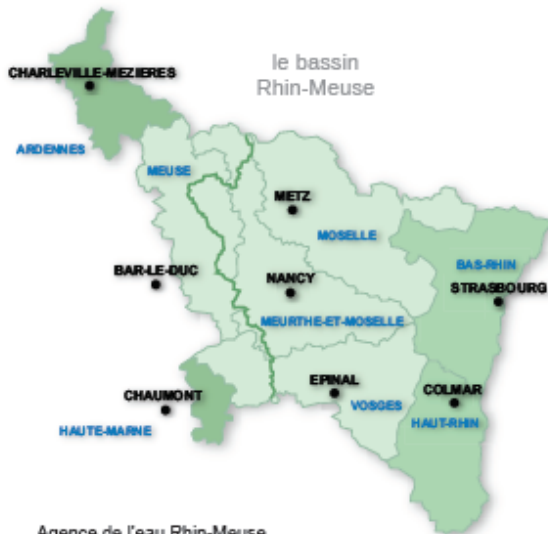 le bassin
Rhin-Meuse
CHARLEVILLE-MEZIERES
ARDENNES
MEUSE
METZ
MOSELLE
BAS-RHIN
BAR-LE-DUC
NANCY
STRASBOURG
MEURTHE-ET-MOSELLE
EPINAL
CHAUMONT
COLMAR
VOSGES
HAUT-RHIN
HAUTE-MARNE
Agence de l'eau Rhin-Meuse